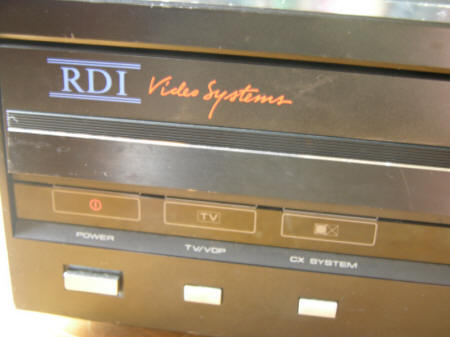 RDI Video Systems
TV
POWER TV/VDP CX SYSTEM